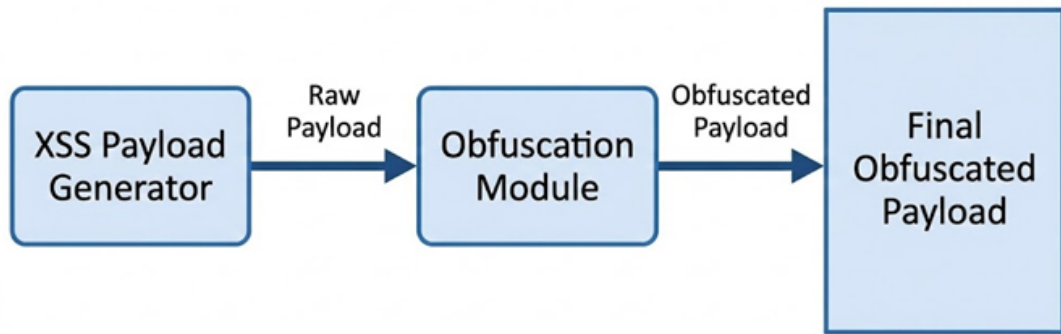 XSS Payload
Generator
Raw
Payload
Obfuscation
Module
Obfuscated
Payload
Final
Obfuscated
Payload